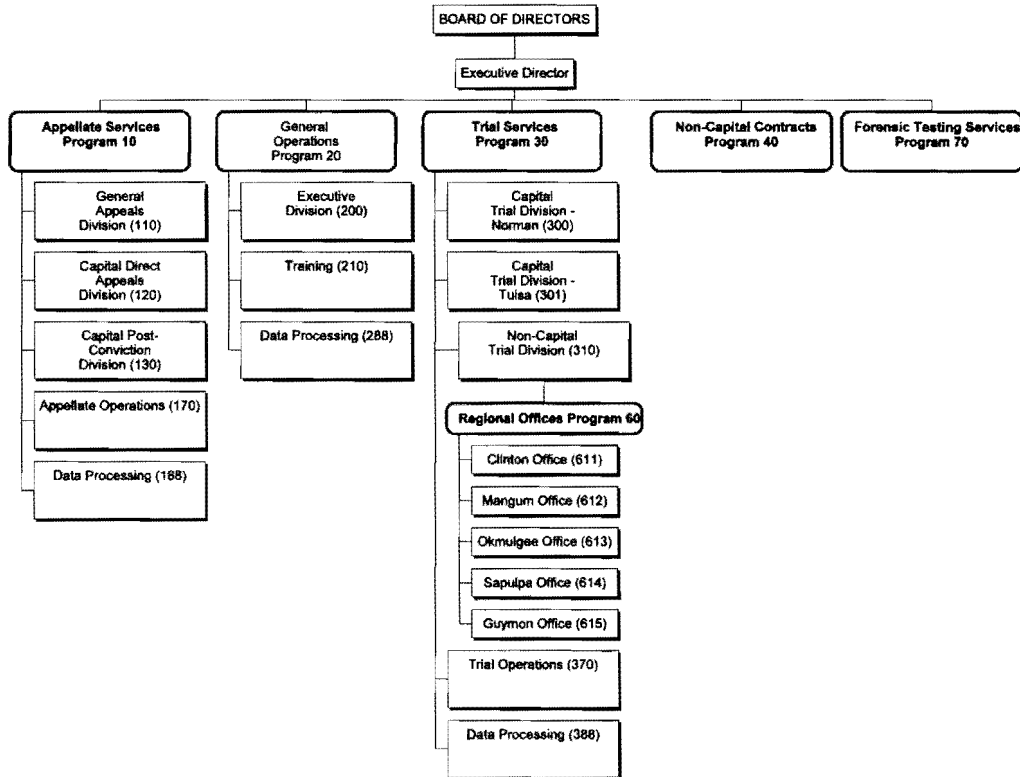 BOARD OF DIRECTORS
Executive Director
Appellate Services
Program 10
General
Operations
Program 20
Trial Services
Program 30
Non-Capital Contracts
Program 40
Forensic Testing Services
Program 70
General
Appeals
Division (110)
Capital Direct
Appeals
Division (120)
Capital Post-
Conviction
Division (130)
Appellate Operations (170)
Data Processing (188)
Executive
Division (200)
Training (210)
Data Processing (288)
Capital
Trial Division -
Norman (300)
Capital
Trial Division -
Tulsa (301)
Non-Capital
Trial Division (310)
Regional Offices Program 60
Clinton Office (611)
Mangum Office (612)
Okmulgee Office (613)
Sapulpa Office (614)
Guymon Office (615)
Trial Operations (370)
Data Processing (388)